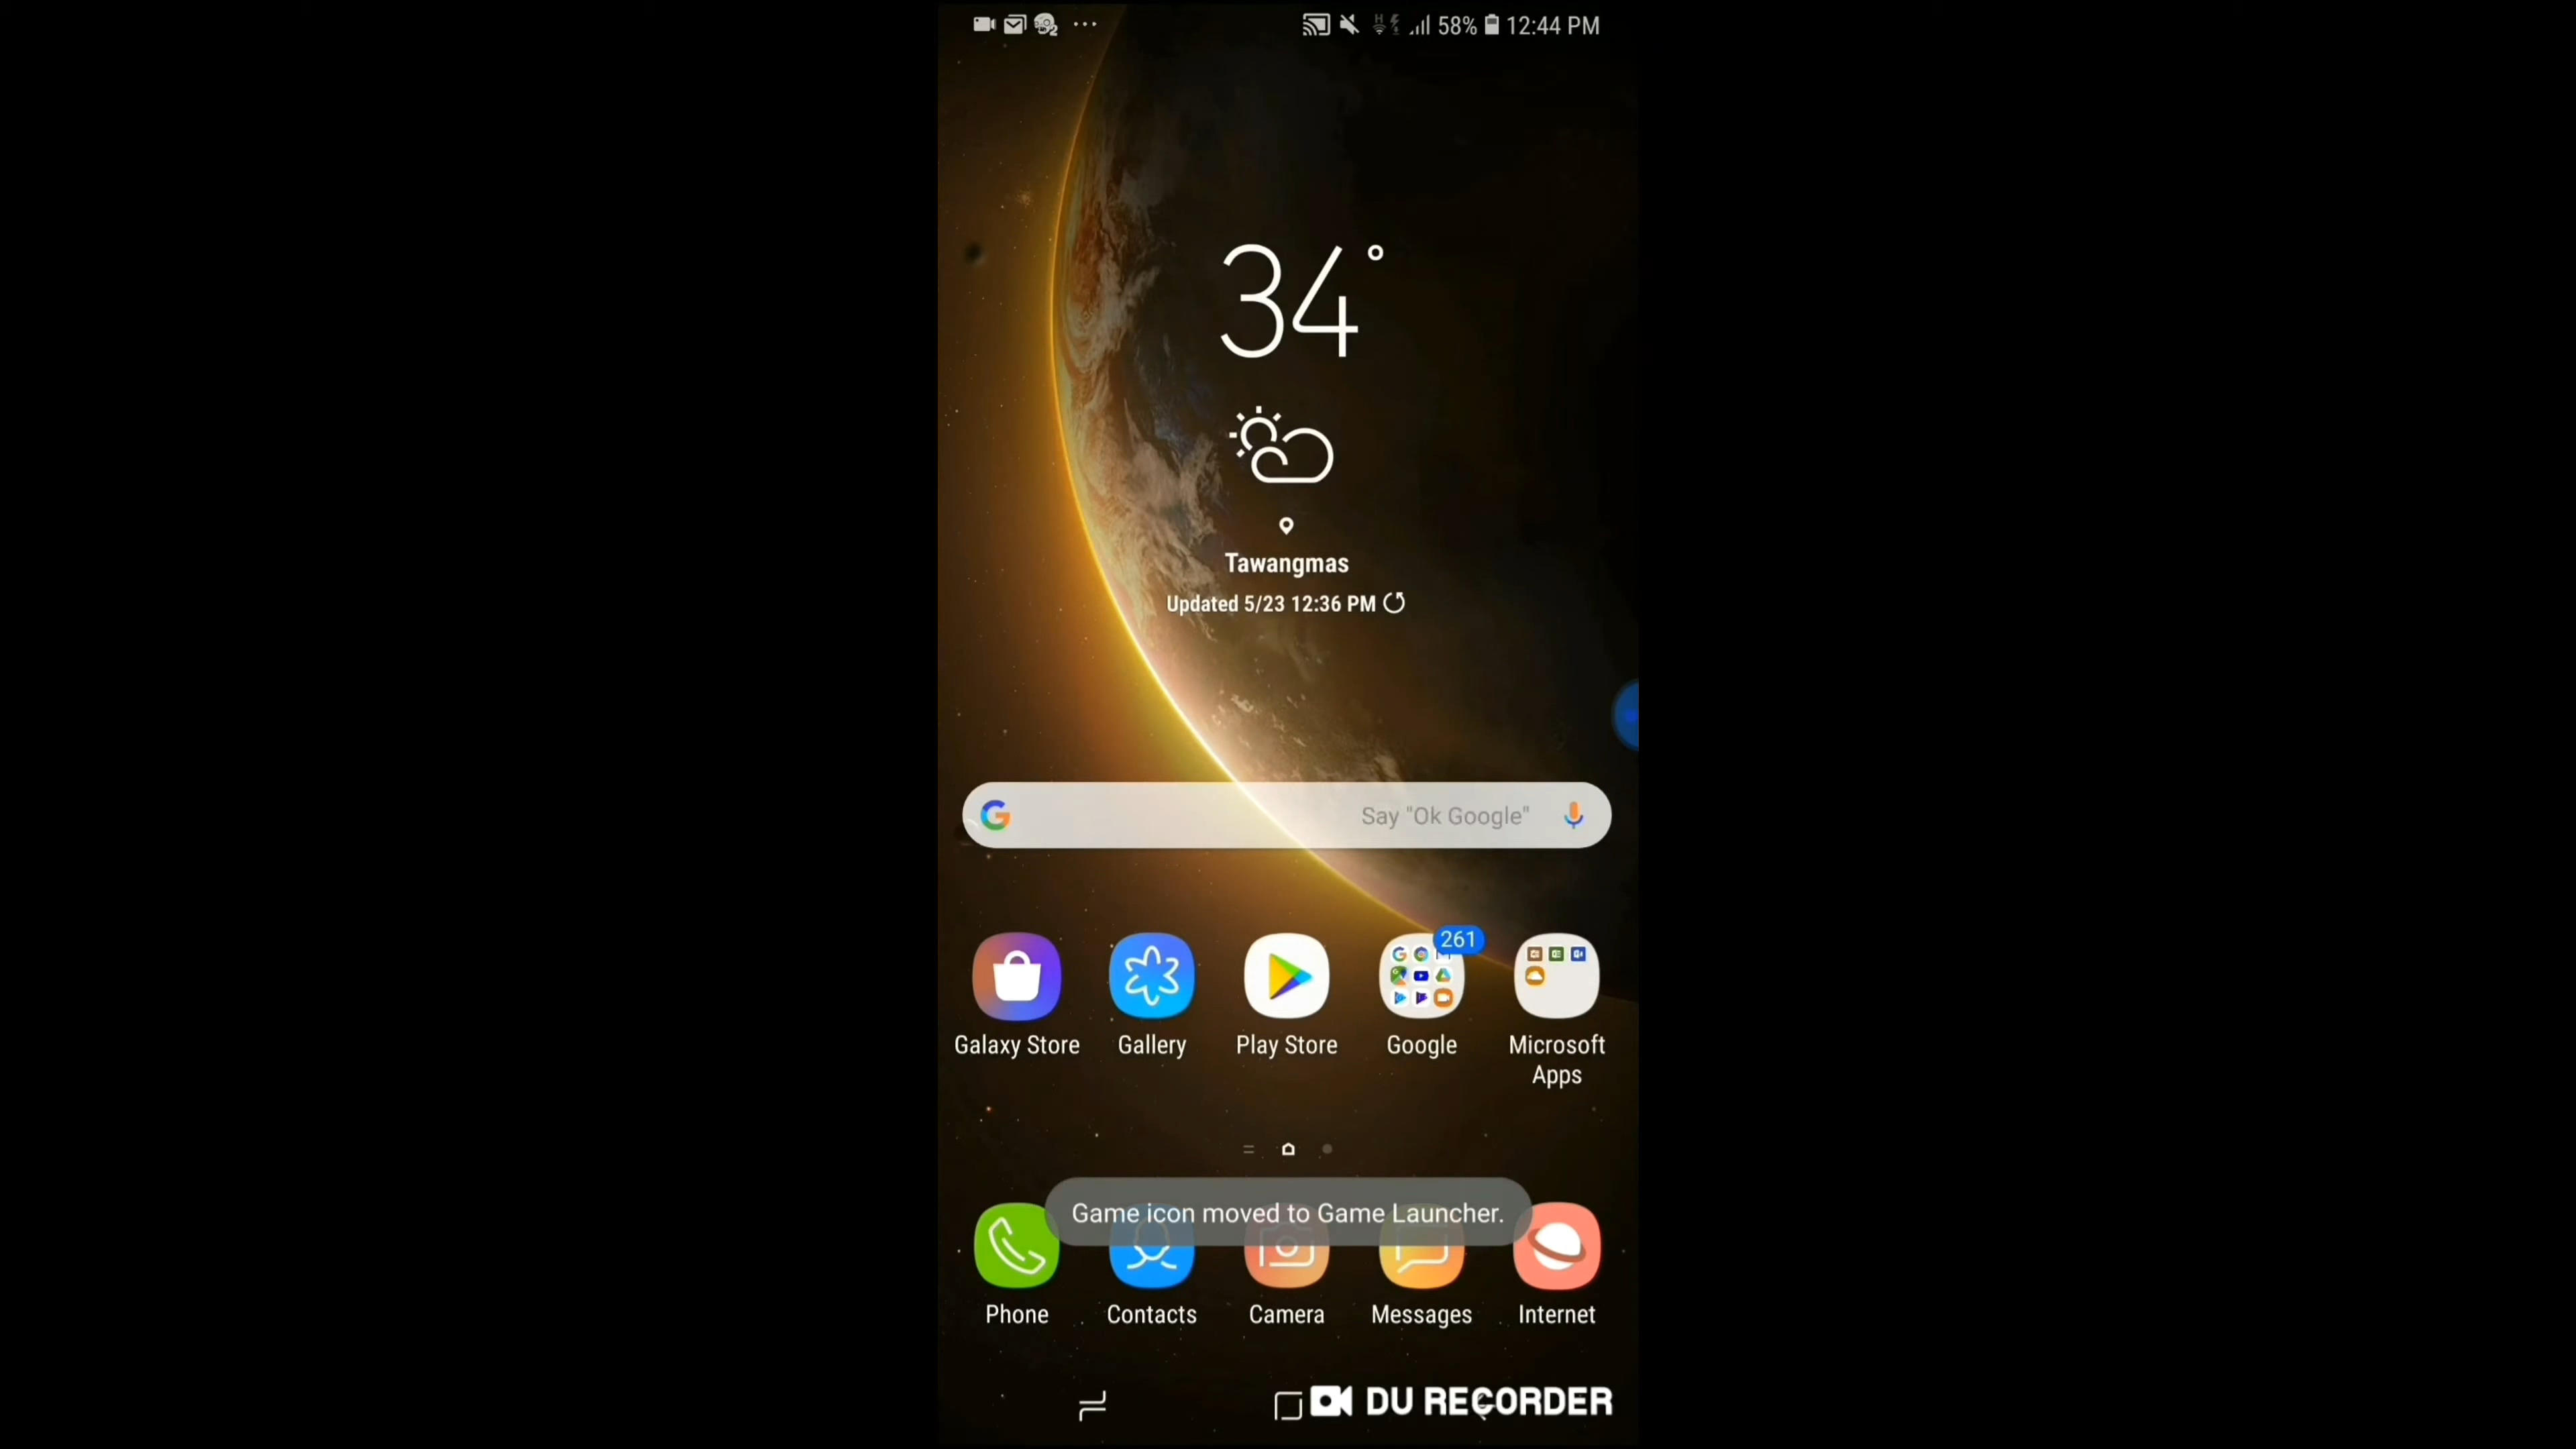 58% 12:44 PM
34°
Tawangmas
Updated 5/23 12:36 PM
Say "Ok Google"
261
Galaxy Store Gallery Play Store Google Microsoft
Apps
Game icon moved to Game Launcher.
Phone Contacts Camera Messages Internet
DU RECORDER